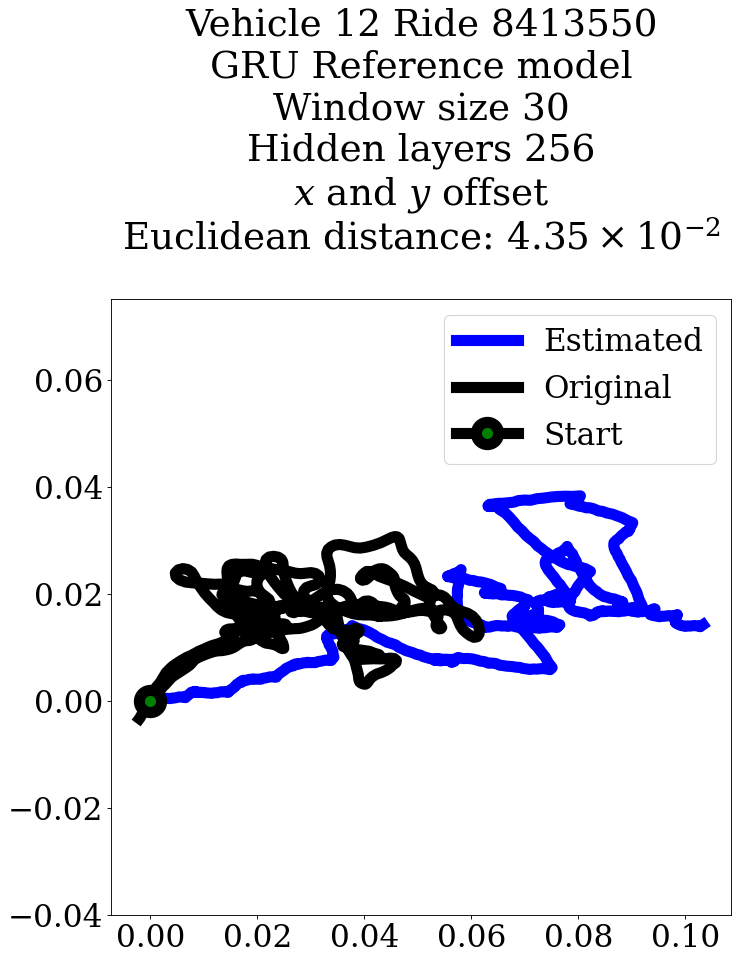 Vehicle 12 Ride 8413550
GRU Reference model
Window size 30
Hidden layers 256
x and y offset
Euclidean distance: 4.35 × 10⁻²
Estimated
Original
Start
0.06
0.04
0.02
0.00
−0.02
−0.04
0.00 0.02 0.04 0.06 0.08 0.10